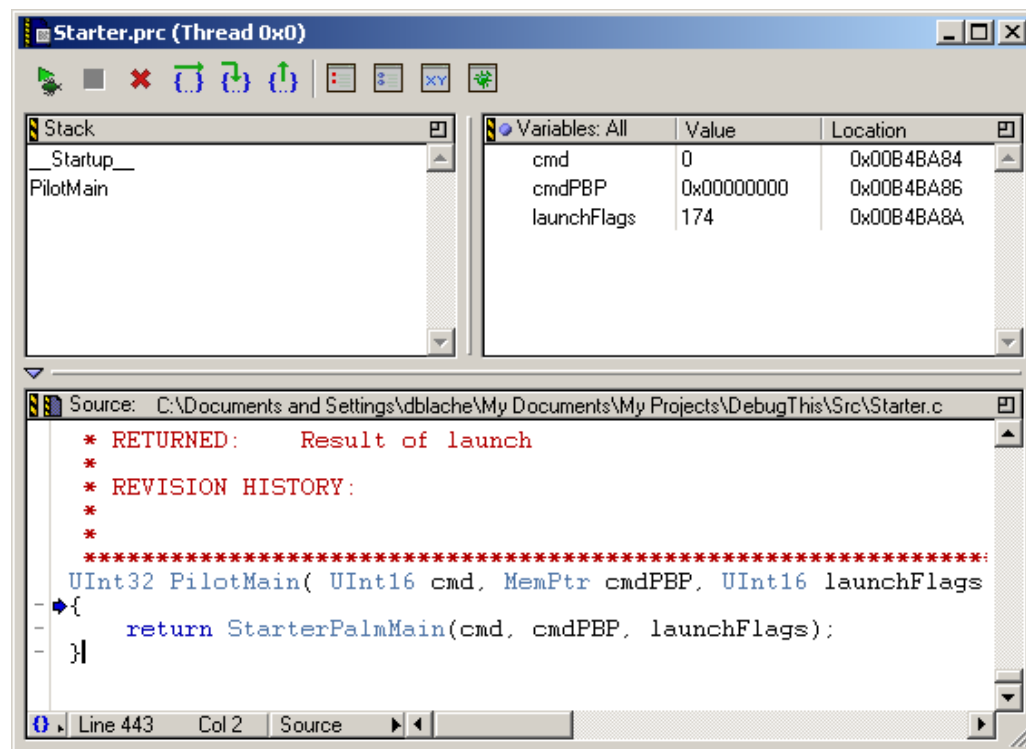 Starter.prc (Thread 0x0)
Stack
__Startup__
PilotMain
Variables: All Value Location
cmd 0 0x00B4BA84
cmdPBP 0x00000000 0x00B4BA86
launchFlags 174 0x00B4BA8A
Source: C:\Documents and Settings\dblache\My Documents\My Projects\DebugThis\Src\Starter.c
* RETURNED: Result of launch
*
* REVISION HISTORY:
*
*
***************************************************************
UInt32 PilotMain( UInt16 cmd, MemPtr cmdPBP, UInt16 launchFlags
{
return StarterPalmMain(cmd, cmdPBP, launchFlags);
}
Line 443 Col 2 Source